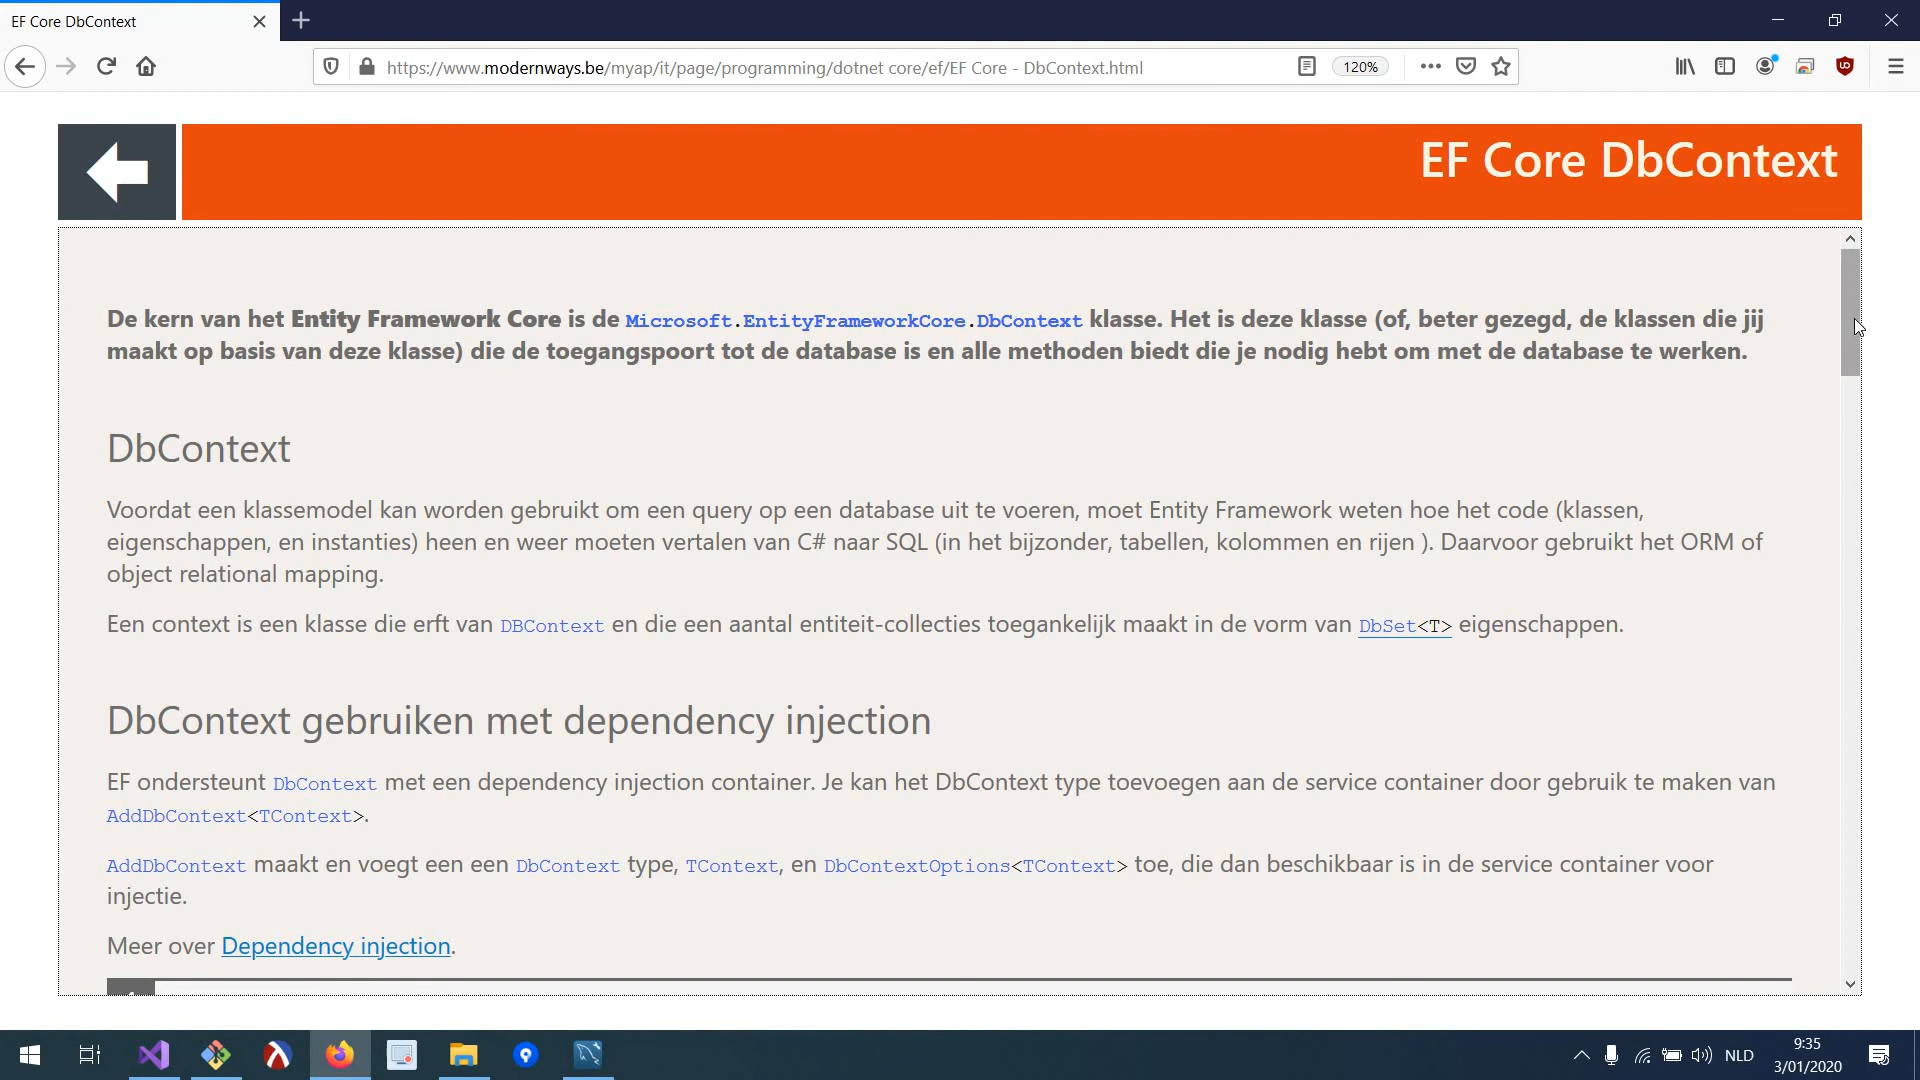 EF Core DbContext
https://www.modernways.be/myap/it/page/programming/dotnet core/ef/EF Core - DbContext.html
120%
EF Core DbContext
De kern van het Entity Framework Core is de Microsoft.EntityFrameworkCore.DbContext klasse. Het is deze klasse (of, beter gezegd, de klassen die jij
maakt op basis van deze klasse) die de toegangspoort tot de database is en alle methoden biedt die je nodig hebt om met de database te werken.
DbContext
Voordat een klassemodel kan worden gebruikt om een query op een database uit te voeren, moet Entity Framework weten hoe het code (klassen,
eigenschappen, en instanties) heen en weer moeten vertalen van C# naar SQL (in het bijzonder, tabellen, kolommen en rijen ). Daarvoor gebruikt het ORM of
object relational mapping.
Een context is een klasse die erft van DBContext en die een aantal entiteit-collecties toegankelijk maakt in de vorm van DbSet<T> eigenschappen.
DbContext gebruiken met dependency injection
EF ondersteunt DbContext met een dependency injection container. Je kan het DbContext type toevoegen aan de service container door gebruik te maken van
AddDbContext<TContext>.
AddDbContext maakt en voegt een een DbContext type, TContext, en DbContextOptions<TContext> toe, die dan beschikbaar is in de service container voor
injectie.
Meer over Dependency injection.
NLD
9:35
3/01/2020